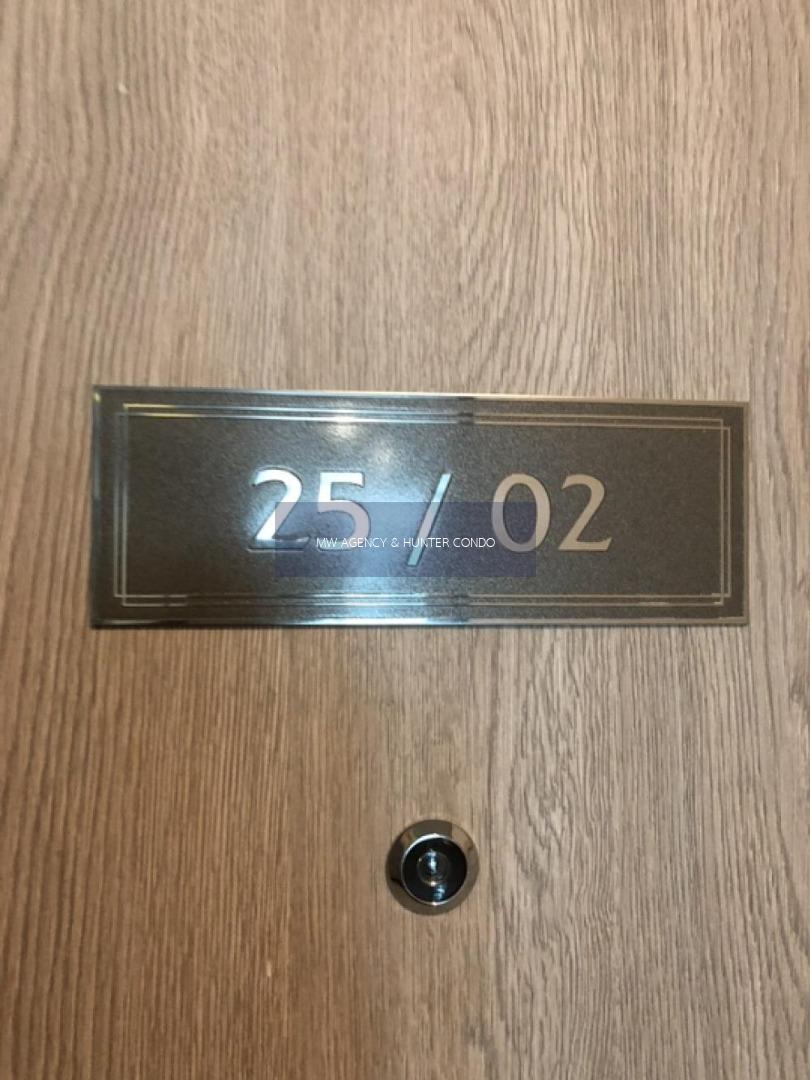 25 / 02
MW AGENCY & HUNTER CONDO